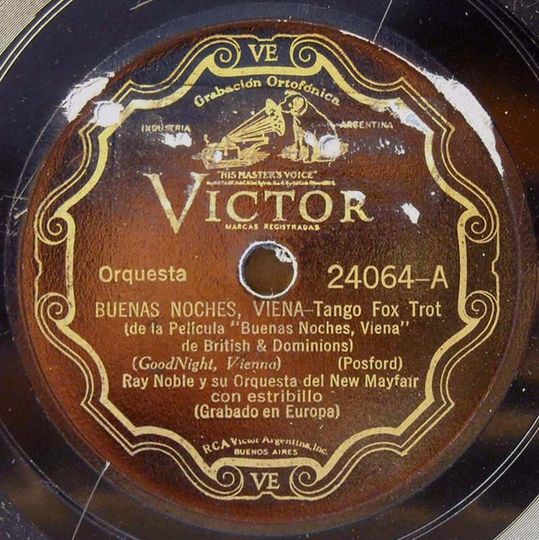 VE
Grabación Ortofónica
INDUSTRIA ARGENTINA
"HIS MASTER'S VOICE"
VICTOR
MARCAS REGISTRADAS
Orquesta 24064-A
BUENAS NOCHES, VIENA-Tango Fox Trot
(de la Película "Buenas Noches, Viena"
de British & Dominions)
(GoodNight, Vienna) (Posford)
Ray Noble y su Orquesta del New Mayfair
con estribillo
(Grabado en Europa)
RCA Victor Argentina, Inc.
BUENOS AIRES
VE